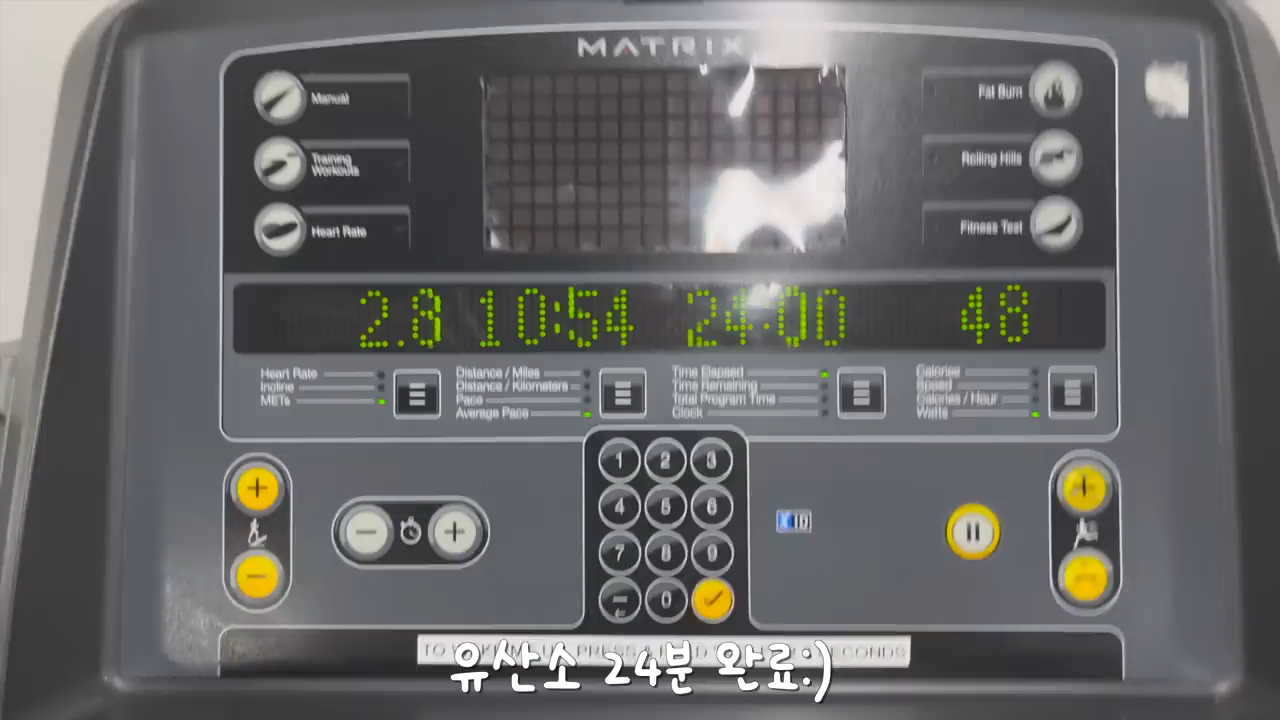 MATRIX
Manual
Training
Workouts
Heart Rate
Fat Burn
Rolling Hills
Fitness Test
2.8 10:54 24:00 48
Heart Rate
Incline
METs
Distance / Miles
Distance / Kilometers
Pace
Average Pace
Time Elapsed
Time Remaining
Total Program Time
Clock
Calories
Speed
Calories / Hour
Watts
1 2 3
4 5 6
7 8 9
0
XID
TO
유산소 24분 완료:)